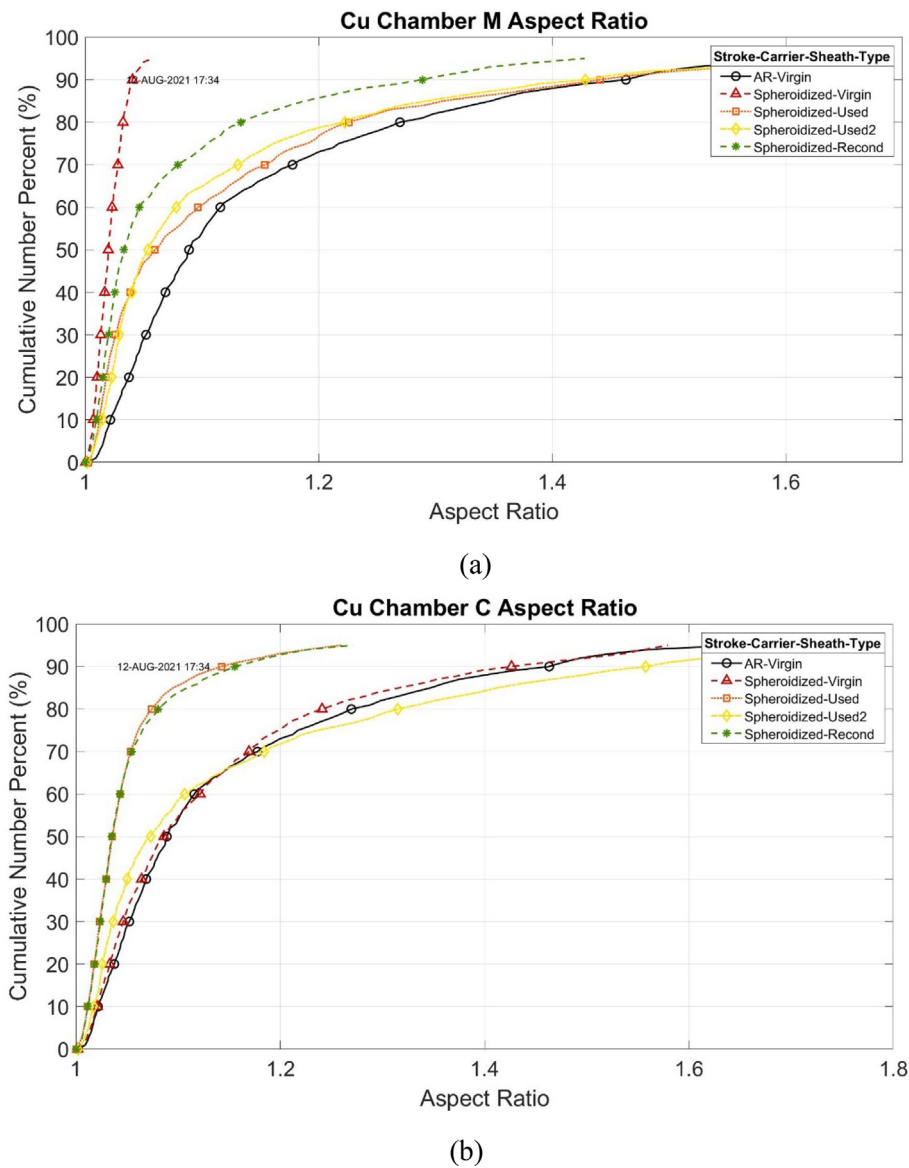 Cu Chamber M Aspect Ratio
100
90
80
70
60
50
40
30
20
10
0
Cumulative Number Percent (%)
-AUG-2021 17:34
Stroke-Carrier-Sheath-Type
AR-Virgin
Spheroidized-Virgin
Spheroidized-Used
Spheroidized-Used2
Spheroidized-Recond
1 1.2 1.4 1.6
Aspect Ratio
(a)
Cu Chamber C Aspect Ratio
100
90
80
70
60
50
40
30
20
10
0
Cumulative Number Percent (%)
12-AUG-2021 17:34
Stroke-Carrier-Sheath-Type
AR-Virgin
Spheroidized-Virgin
Spheroidized-Used
Spheroidized-Used2
Spheroidized-Recond
1 1.2 1.4 1.6 1.8
Aspect Ratio
(b)